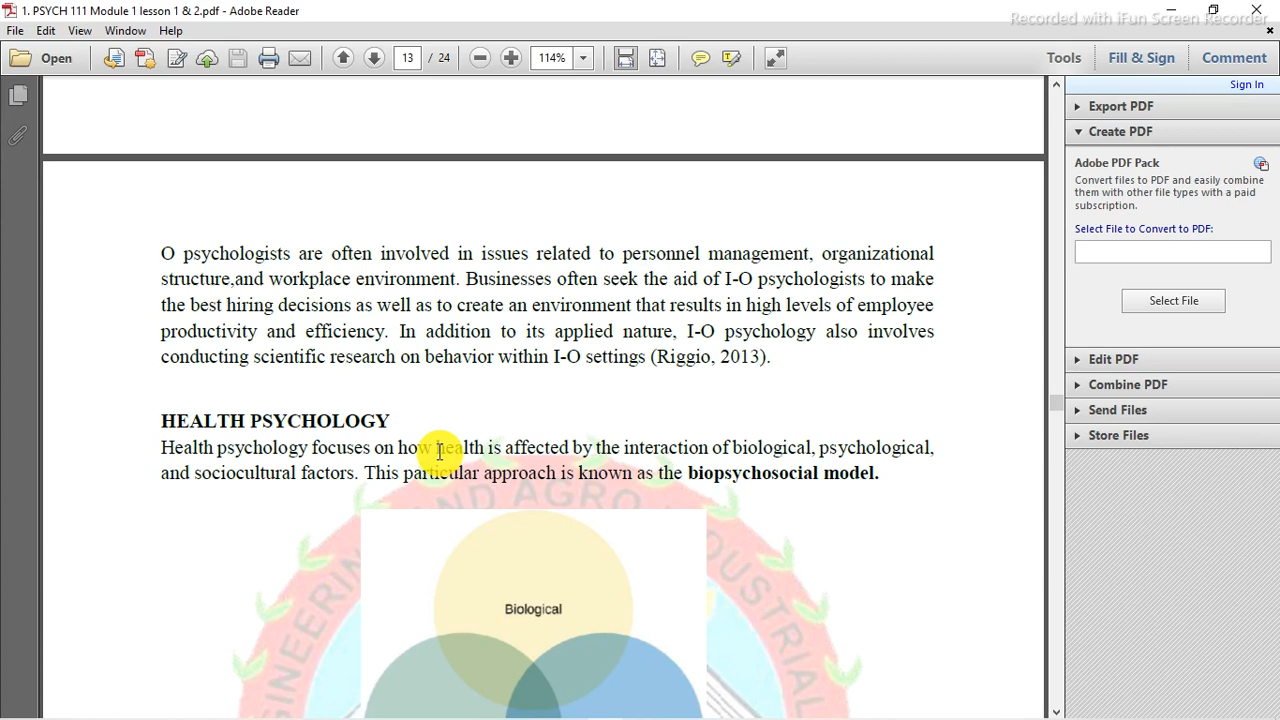 1. PSYCH 111 Module 1 lesson 1 & 2.pdf - Adobe Reader
Recorded with iFun Screen Recorder
File Edit View Window Help
Open 13 / 24 114% Tools Fill & Sign Comment
Sign In
Export PDF
Create PDF
Adobe PDF Pack
Convert files to PDF and easily combine
them with other file types with a paid
subscription.
Select File to Convert to PDF:
Select File
Edit PDF
Combine PDF
Send Files
Store Files
O psychologists are often involved in issues related to personnel management, organizational
structure,and workplace environment. Businesses often seek the aid of I-O psychologists to make
the best hiring decisions as well as to create an environment that results in high levels of employee
productivity and efficiency. In addition to its applied nature, I-O psychology also involves
conducting scientific research on behavior within I-O settings (Riggio, 2013).
HEALTH PSYCHOLOGY
Health psychology focuses on how health is affected by the interaction of biological, psychological,
and sociocultural factors. This particular approach is known as the biopsychosocial model.
AND AGRO INDUSTRIAL
Biological